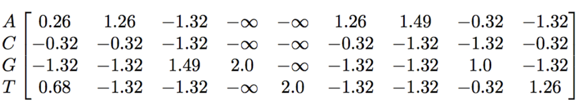 A [ 0.26 1.26 −1.32 −∞ −∞ 1.26 1.49 −0.32 −1.32 ]
C −0.32 −0.32 −1.32 −∞ −∞ −0.32 −1.32 −1.32 −0.32
G −1.32 −1.32 1.49 2.0 −∞ −1.32 −1.32 1.0 −1.32
T 0.68 −1.32 −1.32 −∞ 2.0 −1.32 −1.32 −0.32 1.26